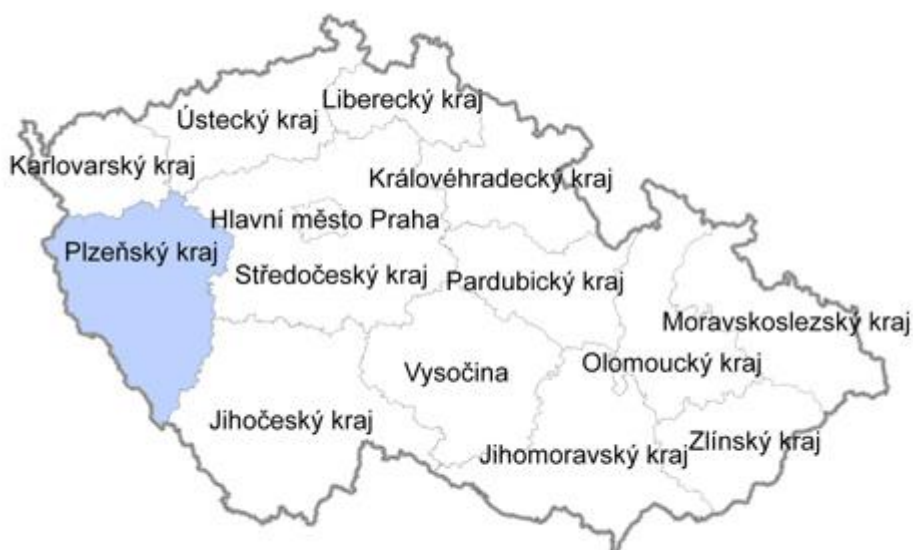 Liberecký kraj
Ústecký kraj
Karlovarský kraj
Královéhradecký kraj
Hlavní město Praha
Plzeňský kraj
Středočeský kraj
Pardubický kraj
Moravskoslezský kraj
Olomoucký kraj
Vysočina
Jihočeský kraj
Zlínský kraj
Jihomoravský kraj